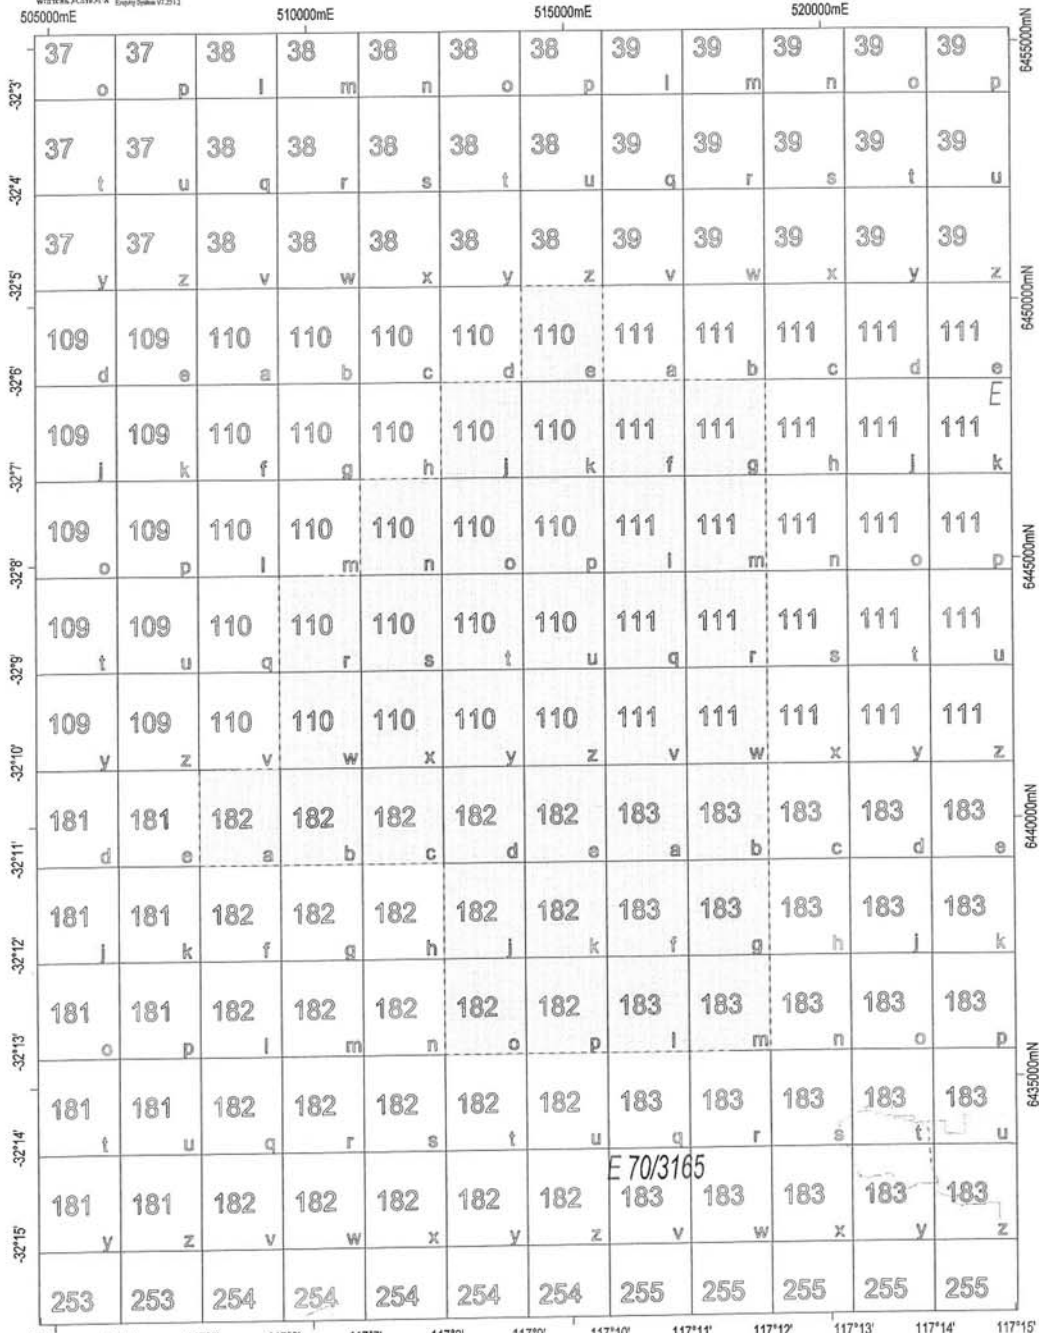 Enquiry System V1.251.2
505000mE 510000mE 515000mE 520000mE
6455000mN
37 37 38 38 38 38 38 39 39 39 39 39
o p l m n o p l m n o p
-32°3'
37 37 38 38 38 38 38 39 39 39 39 39
t u q r s t u q r s t u
-32°4'
37 37 38 38 38 38 38 39 39 39 39 39
y z v w x y z v w x y z
-32°5'
6450000mN
109 109 110 110 110 110 110 111 111 111 111 111
d e a b c d e a b c d e
-32°6'
E
109 109 110 110 110 110 110 111 111 111 111 111
j k f g h j k f g h j k
-32°7'
109 109 110 110 110 110 110 111 111 111 111 111
o p l m n o p l m n o p
-32°8'
6445000mN
109 109 110 110 110 110 110 111 111 111 111 111
t u q r s t u q r s t u
-32°9'
109 109 110 110 110 110 110 111 111 111 111 111
y z v w x y z v w x y z
-32°10'
181 181 182 182 182 182 182 183 183 183 183 183
d e a b c d e a b c d e
6440000mN
-32°11'
181 181 182 182 182 182 182 183 183 183 183 183
j k f g h j k f g h j k
-32°12'
181 181 182 182 182 182 182 183 183 183 183 183
o p l m n o p l m n o p
-32°13'
6435000mN
181 181 182 182 182 182 182 183 183 183 183 183
t u q r s t u q r s t u
-32°14'
E 70/3165
181 181 182 182 182 182 182 183 183 183 183 183
y z v w x y z v w x y z
-32°15'
253 253 254 254 254 254 254 255 255 255 255 255
117°10' 117°11' 117°12' 117°13' 117°14' 117°15'